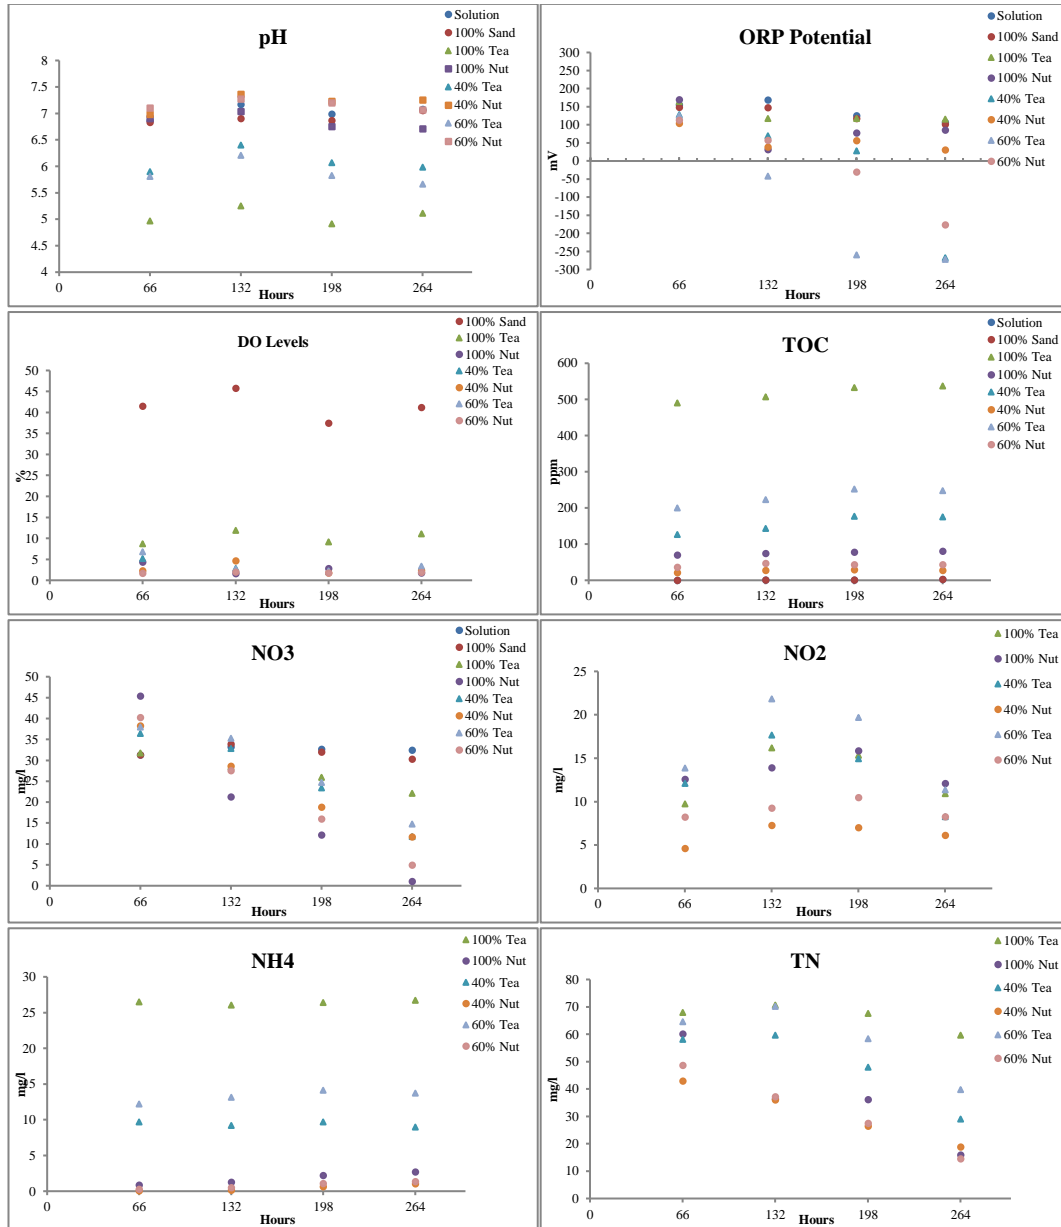 pH
8
7.5
7
6.5
6
5.5
5
4.5
4
0
66
132
198
264
Hours
Solution
100% Sand
100% Tea
100% Nut
40% Tea
40% Nut
60% Tea
60% Nut
ORP Potential
300
250
200
150
100
50
0
-50
-100
-150
-200
-250
-300
mV
0
66
132
198
264
Hours
Solution
100% Sand
100% Tea
100% Nut
40% Tea
40% Nut
60% Tea
60% Nut
DO Levels
50
45
40
35
30
25
20
15
10
5
0
%
0
66
132
198
264
Hours
100% Sand
100% Tea
100% Nut
40% Tea
40% Nut
60% Tea
60% Nut
TOC
600
500
400
300
200
100
0
ppm
0
66
132
198
264
Hours
Solution
100% Sand
100% Tea
100% Nut
40% Tea
40% Nut
60% Tea
60% Nut
NO3
50
45
40
35
30
25
20
15
10
5
0
mg/l
0
66
132
198
264
Hours
Solution
100% Sand
100% Tea
100% Nut
40% Tea
40% Nut
60% Tea
60% Nut
NO2
25
20
15
10
5
0
mg/l
0
66
132
198
264
Hours
100% Tea
100% Nut
40% Tea
40% Nut
60% Tea
60% Nut
NH4
30
25
20
15
10
5
0
mg/l
0
66
132
198
264
Hours
100% Tea
100% Nut
40% Tea
40% Nut
60% Tea
60% Nut
TN
80
70
60
50
40
30
20
10
0
mg/l
0
66
132
198
264
Hours
100% Tea
100% Nut
40% Tea
40% Nut
60% Tea
60% Nut